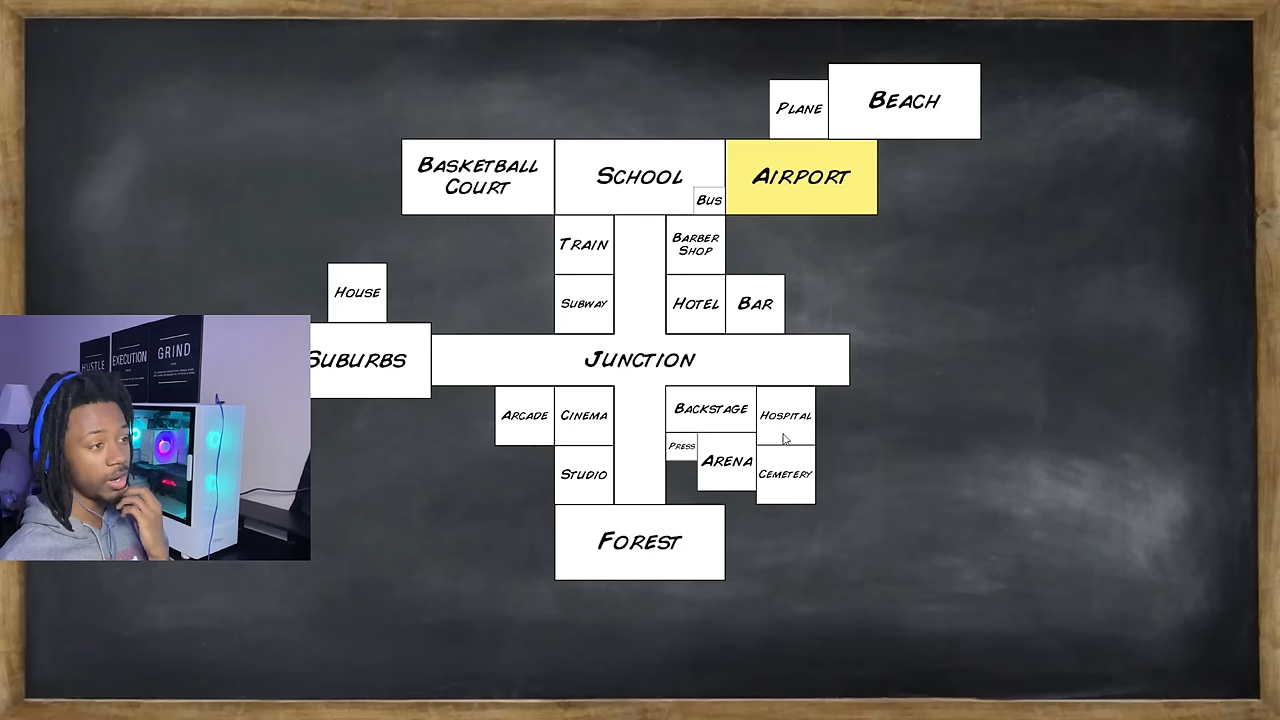 BEACH
PLANE
BASKETBALL
COURT
SCHOOL
AIRPORT
BUS
TRAIN
BARBER
SHOP
HOUSE
SUBWAY
HOTEL
BAR
SUBURBS
JUNCTION
ARCADE
CINEMA
BACKSTAGE
HOSPITAL
PRESS
ARENA
STUDIO
CEMETERY
FOREST
HUSTLE
EXECUTION
GRIND